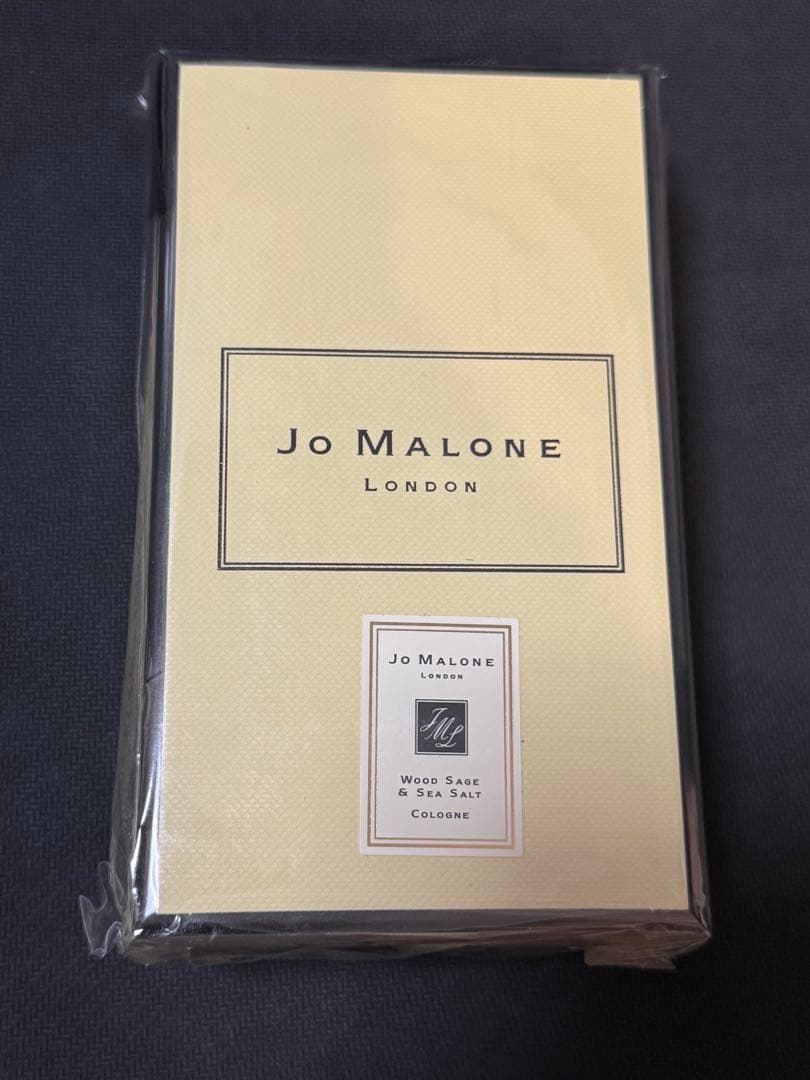 Jo Malone
London
Jo Malone
London
JML
Wood Sage
& Sea Salt
Cologne